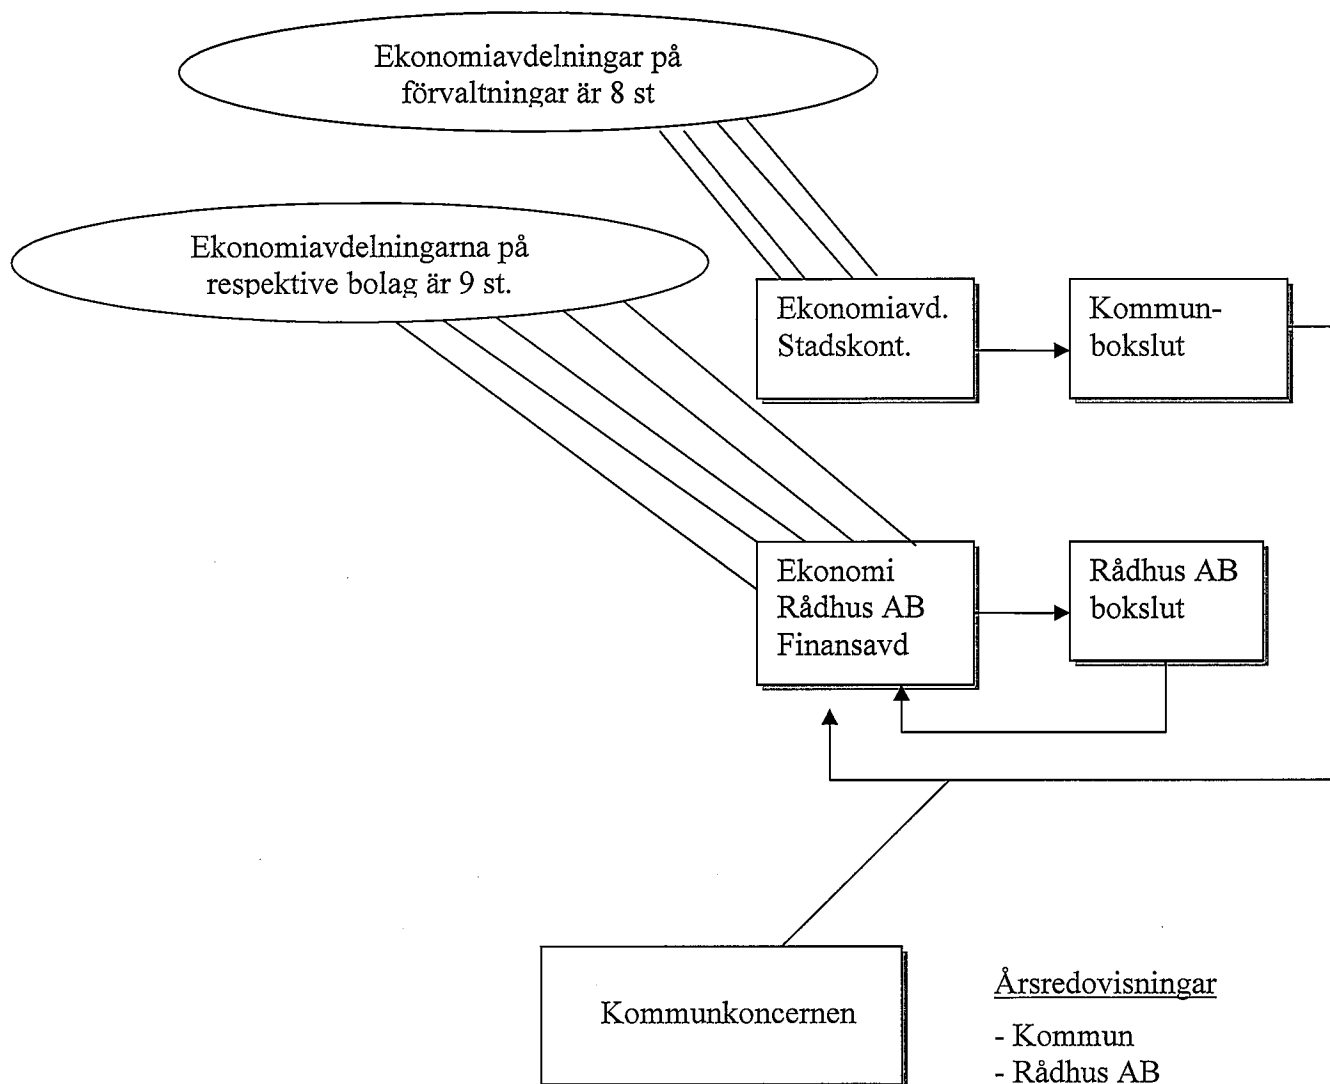 Ekonomiavdelningar på
förvaltningar är 8 st
Ekonomiavdelningarna på
respektive bolag är 9 st.
Ekonomiavd.
Stadskont.
Kommun-
bokslut
Ekonomi
Rådhus AB
Finansavd
Rådhus AB
bokslut
Kommunkoncernen
Årsredovisningar
- Kommun
- Rådhus AB